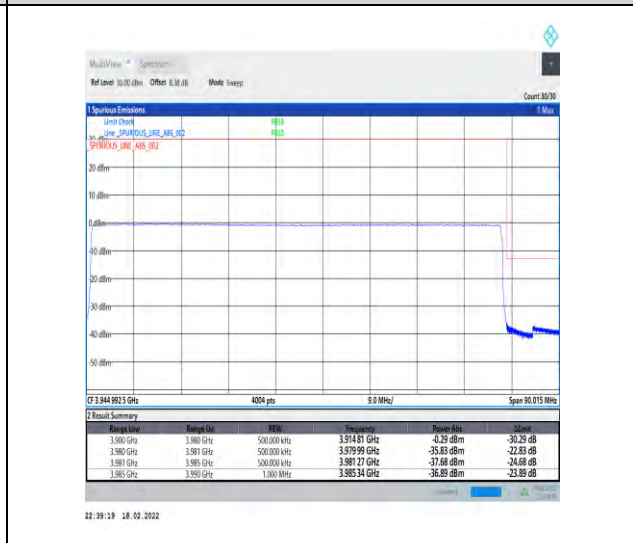 MultiView Spectrum
Ref Level 30.00 dBm Offset 8.38 dB Mode Sweep
Count 30/30
1 Spurious Emissions 1 Max
Limit Check PASS
Line _SPURIOUS_LINE_ABS_002 PASS
_SPURIOUS_LINE_ABS_002
20 dBm
10 dBm
0 dBm
-10 dBm
-20 dBm
-30 dBm
-40 dBm
-50 dBm
CF 3.944 992 5 GHz 4004 pts 9.0 MHz/ Span 90.015 MHz
2 Result Summary
Range Low Range Up RBW Frequency Power Abs ΔLimit
3.900 GHz 3.980 GHz 500.000 kHz 3.914 81 GHz -0.29 dBm -30.29 dB
3.980 GHz 3.981 GHz 500.000 kHz 3.979 99 GHz -35.83 dBm -22.83 dB
3.981 GHz 3.985 GHz 500.000 kHz 3.981 27 GHz -37.68 dBm -24.68 dB
3.985 GHz 3.990 GHz 1.000 MHz 3.985 34 GHz -36.89 dBm -23.89 dB
22:39:19 18.02.2022